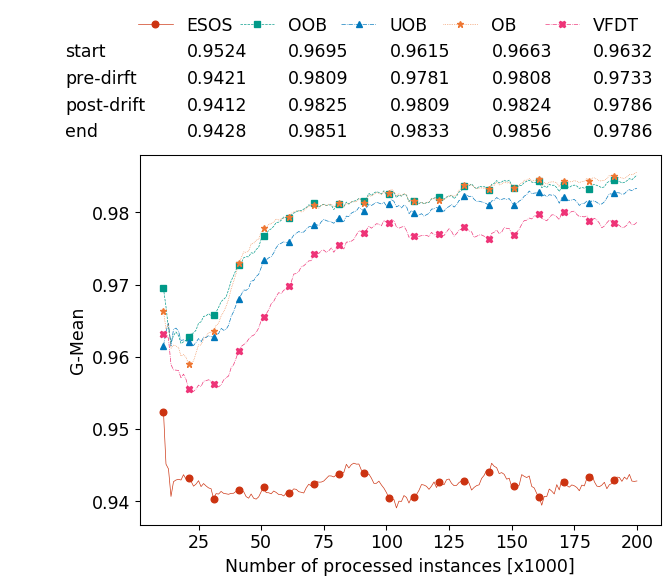 ESOS OOB UOB OB VFDT
start 0.9524 0.9695 0.9615 0.9663 0.9632
pre-dirft 0.9421 0.9809 0.9781 0.9808 0.9733
post-drift 0.9412 0.9825 0.9809 0.9824 0.9786
end 0.9428 0.9851 0.9833 0.9856 0.9786
0.98
0.97
0.96
0.95
0.94
G-Mean
25 50 75 100 125 150 175 200
Number of processed instances [x1000]